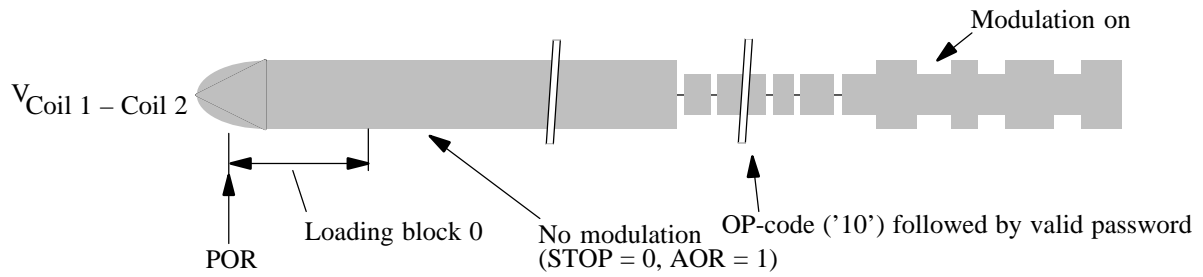 Modulation on
V Coil 1 – Coil 2
Loading block 0
POR
No modulation
(STOP = 0, AOR = 1)
OP-code ('10') followed by valid password